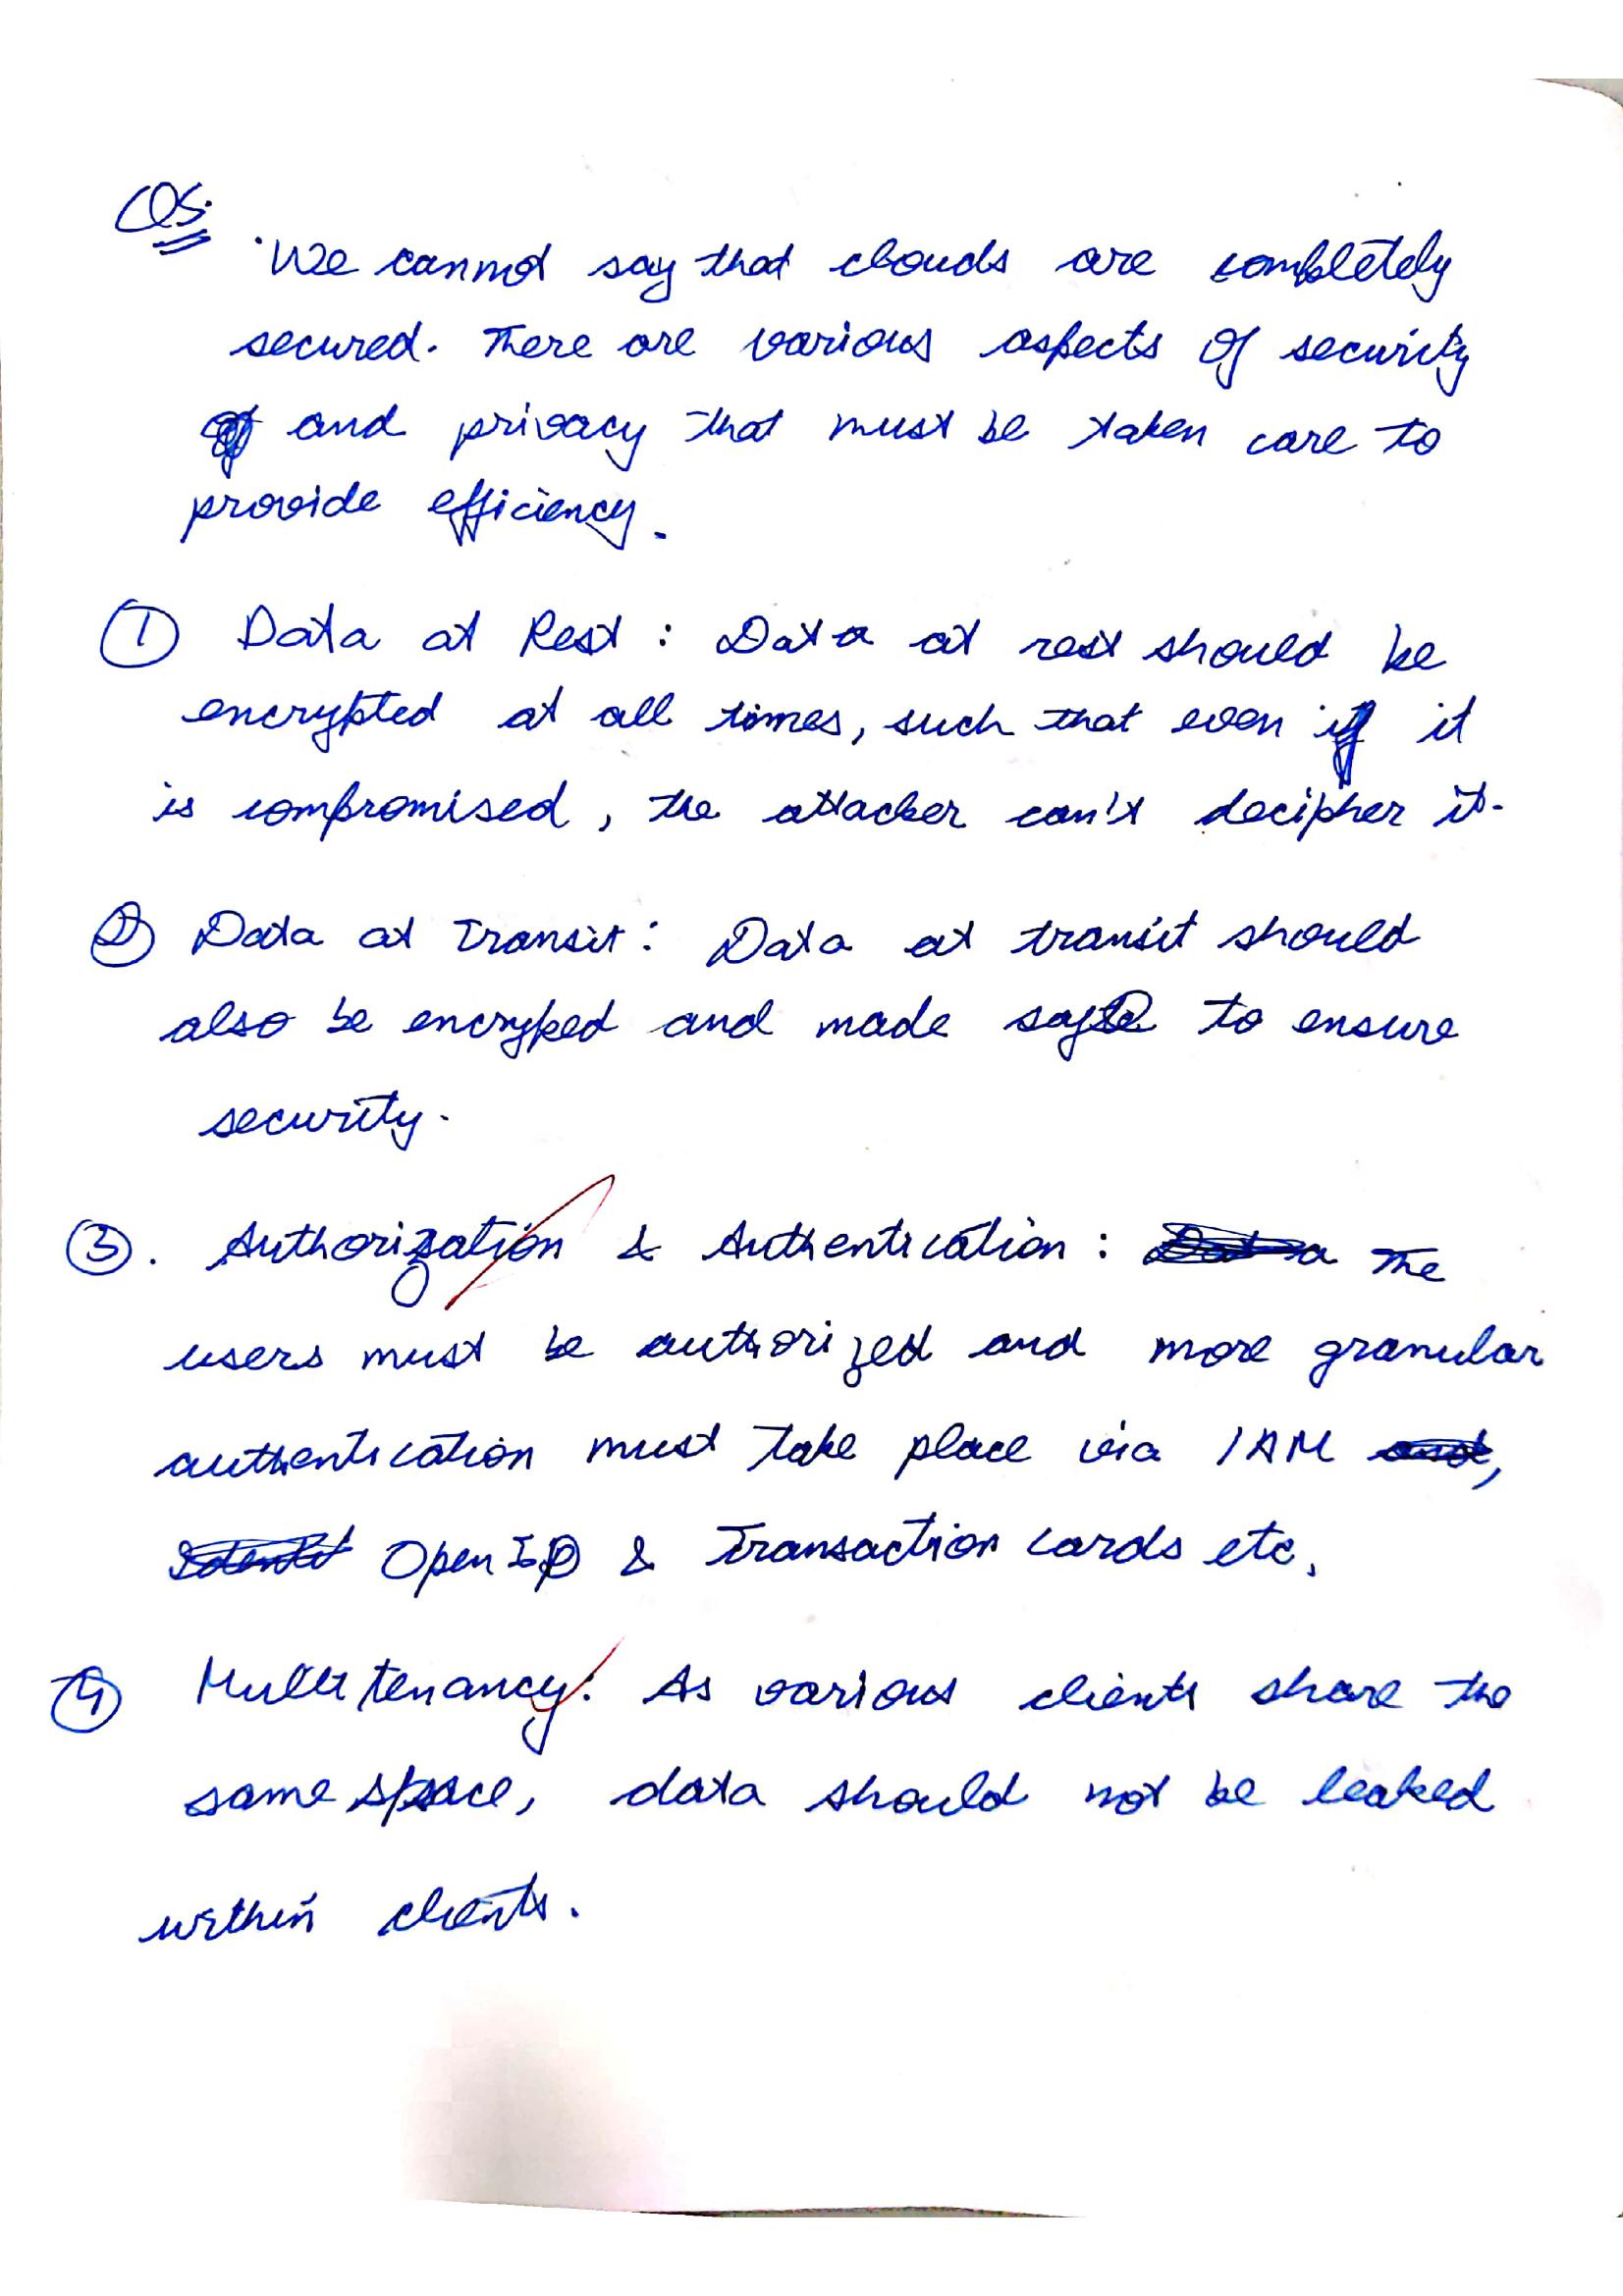 Q5.
We cannot say that clouds are completely
secured. There are various aspects of security
and privacy that must be taken care to
provide efficiency.
① Data at Rest : Data at rest should be
encrypted at all times, such that even if it
is compromised, the attacker can't decipher it.
② Data at Transit : Data at transit should
also be encryped and made safe to ensure
security.
③. Authorization & Authentication : The
users must be authorized and more granular
authentication must take place via IAM,
Open ID & Transaction cards etc.
④ Multi tenancy : As various clients share the
same space, data should not be leaked
within clients.